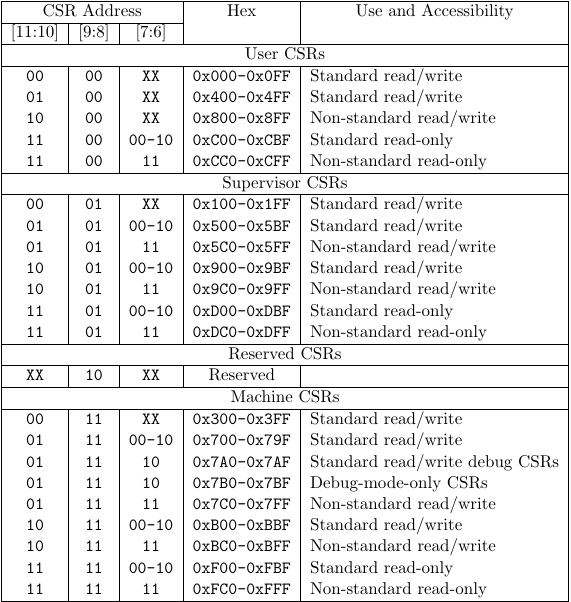 CSR Address Hex Use and Accessibility
[11:10] [9:8] [7:6]
User CSRs
00 00 XX 0x000-0x0FF Standard read/write
01 00 XX 0x400-0x4FF Standard read/write
10 00 XX 0x800-0x8FF Non-standard read/write
11 00 00-10 0xC00-0xCBF Standard read-only
11 00 11 0xCC0-0xCFF Non-standard read-only
Supervisor CSRs
00 01 XX 0x100-0x1FF Standard read/write
01 01 00-10 0x500-0x5BF Standard read/write
01 01 11 0x5C0-0x5FF Non-standard read/write
10 01 00-10 0x900-0x9BF Standard read/write
10 01 11 0x9C0-0x9FF Non-standard read/write
11 01 00-10 0xD00-0xDBF Standard read-only
11 01 11 0xDC0-0xDFF Non-standard read-only
Reserved CSRs
XX 10 XX Reserved
Machine CSRs
00 11 XX 0x300-0x3FF Standard read/write
01 11 00-10 0x700-0x79F Standard read/write
01 11 10 0x7A0-0x7AF Standard read/write debug CSRs
01 11 10 0x7B0-0x7BF Debug-mode-only CSRs
01 11 11 0x7C0-0x7FF Non-standard read/write
10 11 00-10 0xB00-0xBBF Standard read/write
10 11 11 0xBC0-0xBFF Non-standard read/write
11 11 00-10 0xF00-0xFBF Standard read-only
11 11 11 0xFC0-0xFFF Non-standard read-only